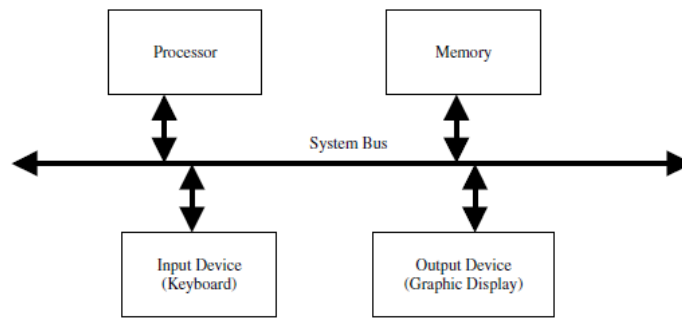 Processor
Memory
System Bus
Input Device
(Keyboard)
Output Device
(Graphic Display)